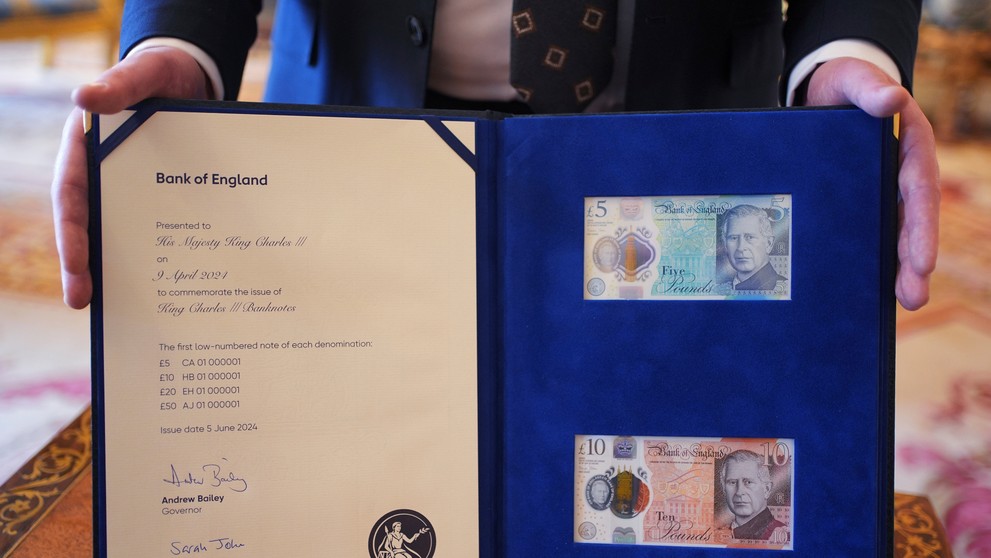 Bank of England
Presented to
His Majesty King Charles III
on
9 April 2024
to commemorate the issue of
King Charles III Banknotes
The first low-numbered note of each denomination:
£5 CA 01 000001
£10 HB 01 000001
£20 EH 01 000001
£50 AJ 01 000001
Issue date 5 June 2024
Andrew Bailey
Andrew Bailey
Governor
Sarah John
£5
Bank of England
5
Five
Pounds
£10
Bank of England
10
Ten
Pounds
10